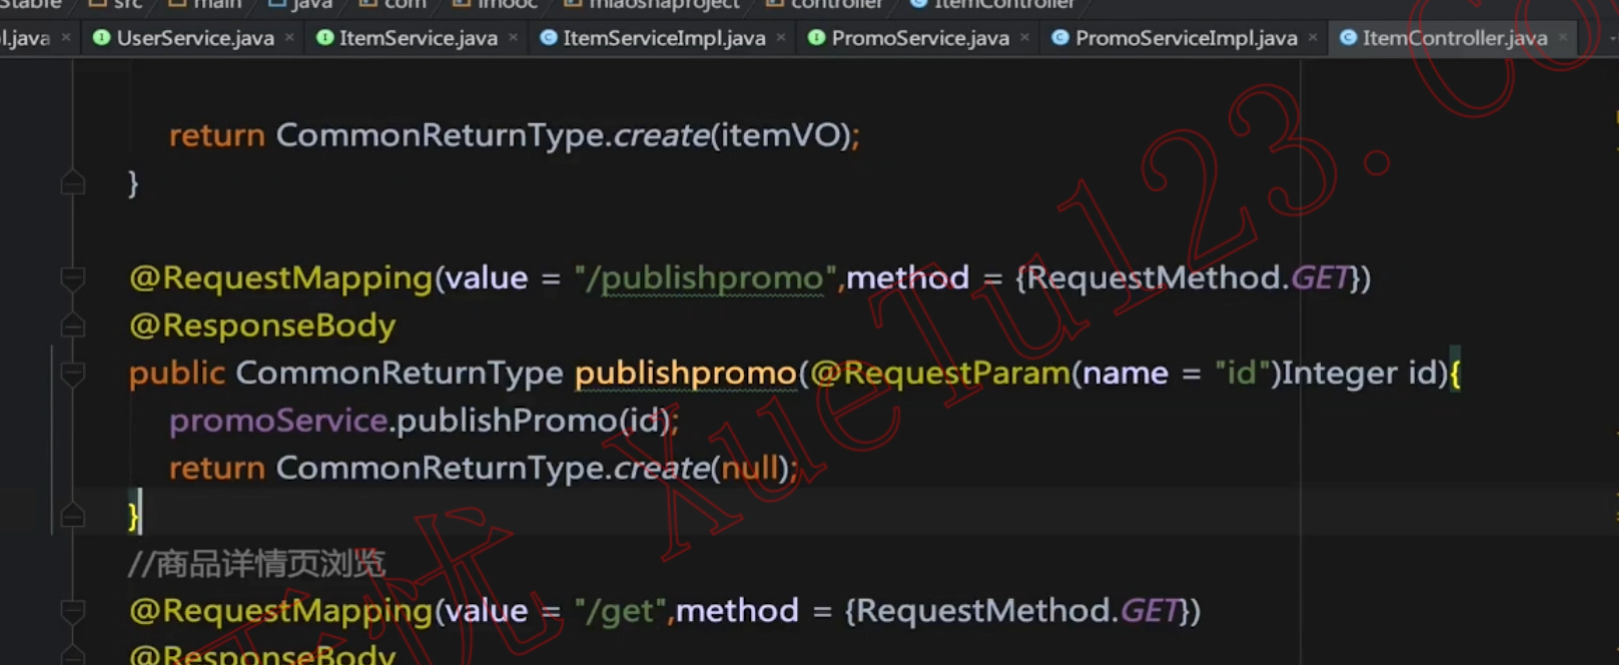 Stable src main java com imooc miaoshaproject controller ItemController
l.java × UserService.java × ItemService.java × ItemServiceImpl.java × PromoService.java × PromoServiceImpl.java × ItemController.java ×
return CommonReturnType.create(itemVO);
}
@RequestMapping(value = "/publishpromo",method = {RequestMethod.GET})
@ResponseBody
public CommonReturnType publishpromo(@RequestParam(name = "id")Integer id){
promoService.publishPromo(id);
return CommonReturnType.create(null);
}
//商品详情页浏览
@RequestMapping(value = "/get",method = {RequestMethod.GET})
@ResponseBody
忧 XueTu123.Co